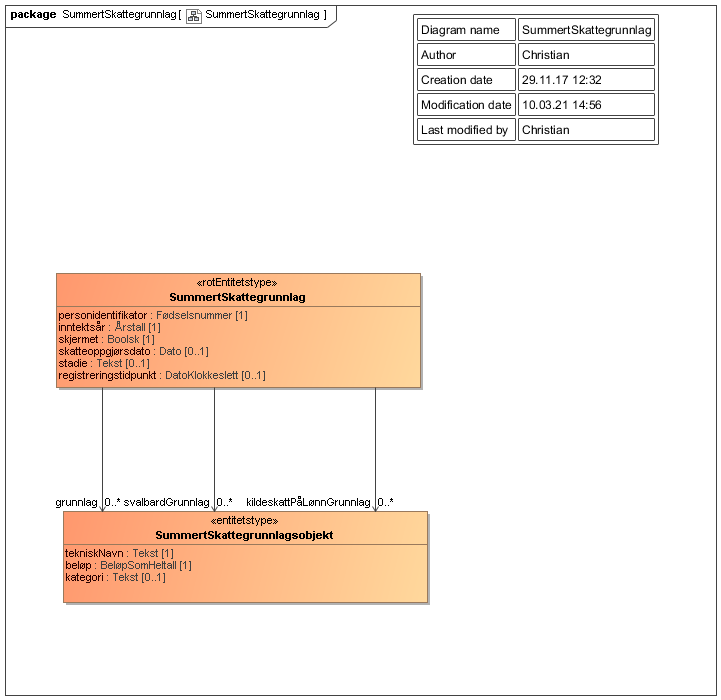 package SummertSkattegrunnlag [ SummertSkattegrunnlag ]
Diagram name SummertSkattegrunnlag
Author Christian
Creation date 29.11.17 12:32
Modification date 10.03.21 14:56
Last modified by Christian
«rotEntitetstype»
SummertSkattegrunnlag
personidentifikator : Fødselsnummer [1]
inntektsår : Årstall [1]
skjermet : Boolsk [1]
skatteoppgjørsdato : Dato [0..1]
stadie : Tekst [0..1]
registreringstidpunkt : DatoKlokkeslett [0..1]
grunnlag 0..* svalbardGrunnlag 0..* kildeskattPåLønnGrunnlag 0..*
«entitetstype»
SummertSkattegrunnlagsobjekt
tekniskNavn : Tekst [1]
beløp : BeløpSomHeltall [1]
kategori : Tekst [0..1]